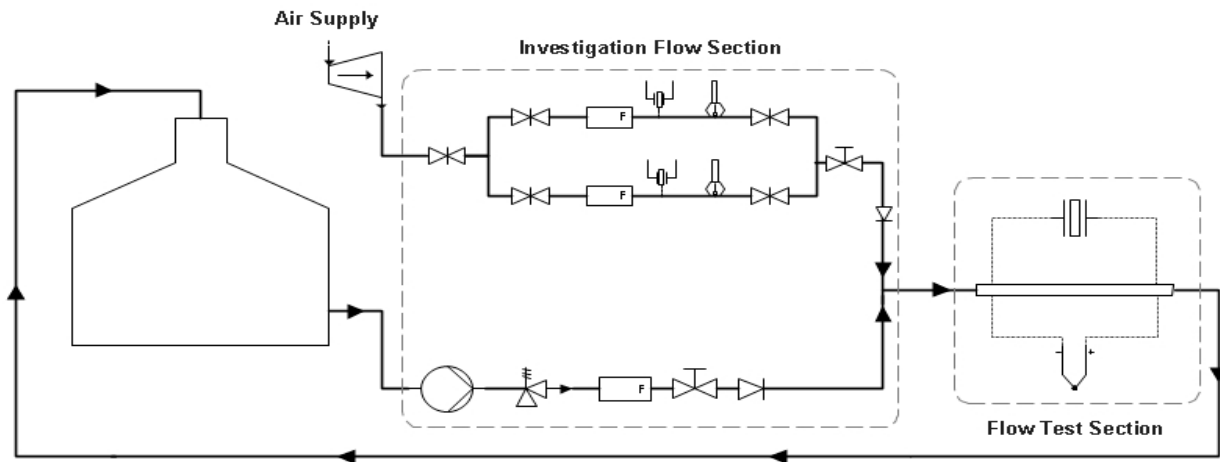 Air Supply
Investigation Flow Section
F
F
F
- +
Flow Test Section